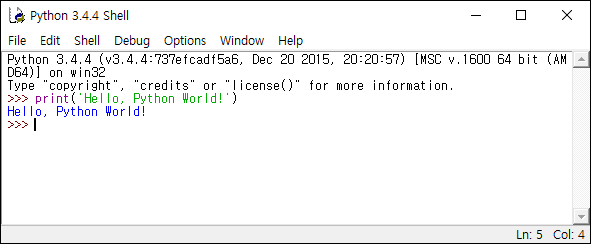 Python 3.4.4 Shell
File Edit Shell Debug Options Window Help
Python 3.4.4 (v3.4.4:737efcadf5a6, Dec 20 2015, 20:20:57) [MSC v.1600 64 bit (AM
D64)] on win32
Type "copyright", "credits" or "license()" for more information.
>>> print('Hello, Python World!')
Hello, Python World!
>>>
Ln: 5 Col: 4